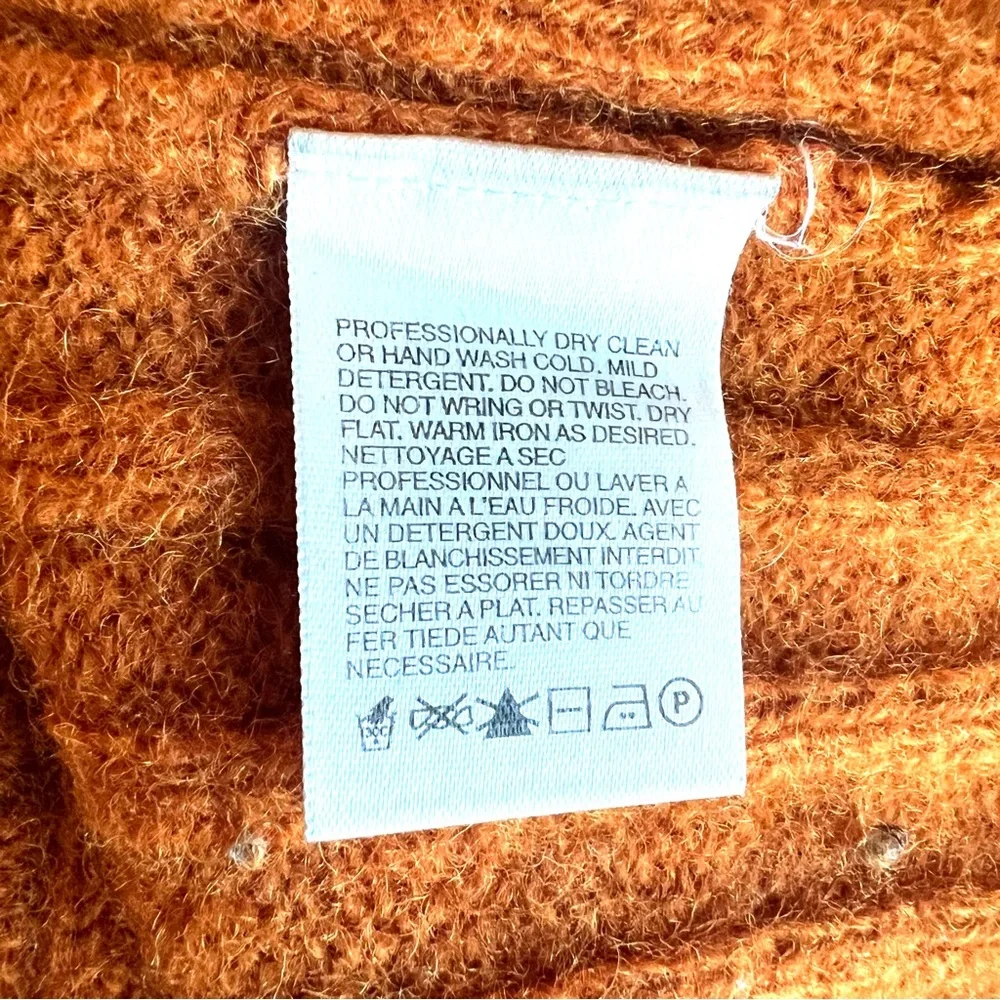 PROFESSIONALLY DRY CLEAN
OR HAND WASH COLD. MILD
DETERGENT. DO NOT BLEACH.
DO NOT WRING OR TWIST. DRY
FLAT. WARM IRON AS DESIRED.
NETTOYAGE A SEC
PROFESSIONNEL OU LAVER A
LA MAIN A L'EAU FROIDE. AVEC
UN DETERGENT DOUX. AGENT
DE BLANCHISSEMENT INTERDIT
NE PAS ESSORER NI TORDRE
SECHER A PLAT. REPASSER AU
FER TIEDE AUTANT QUE
NECESSAIRE.
30C P